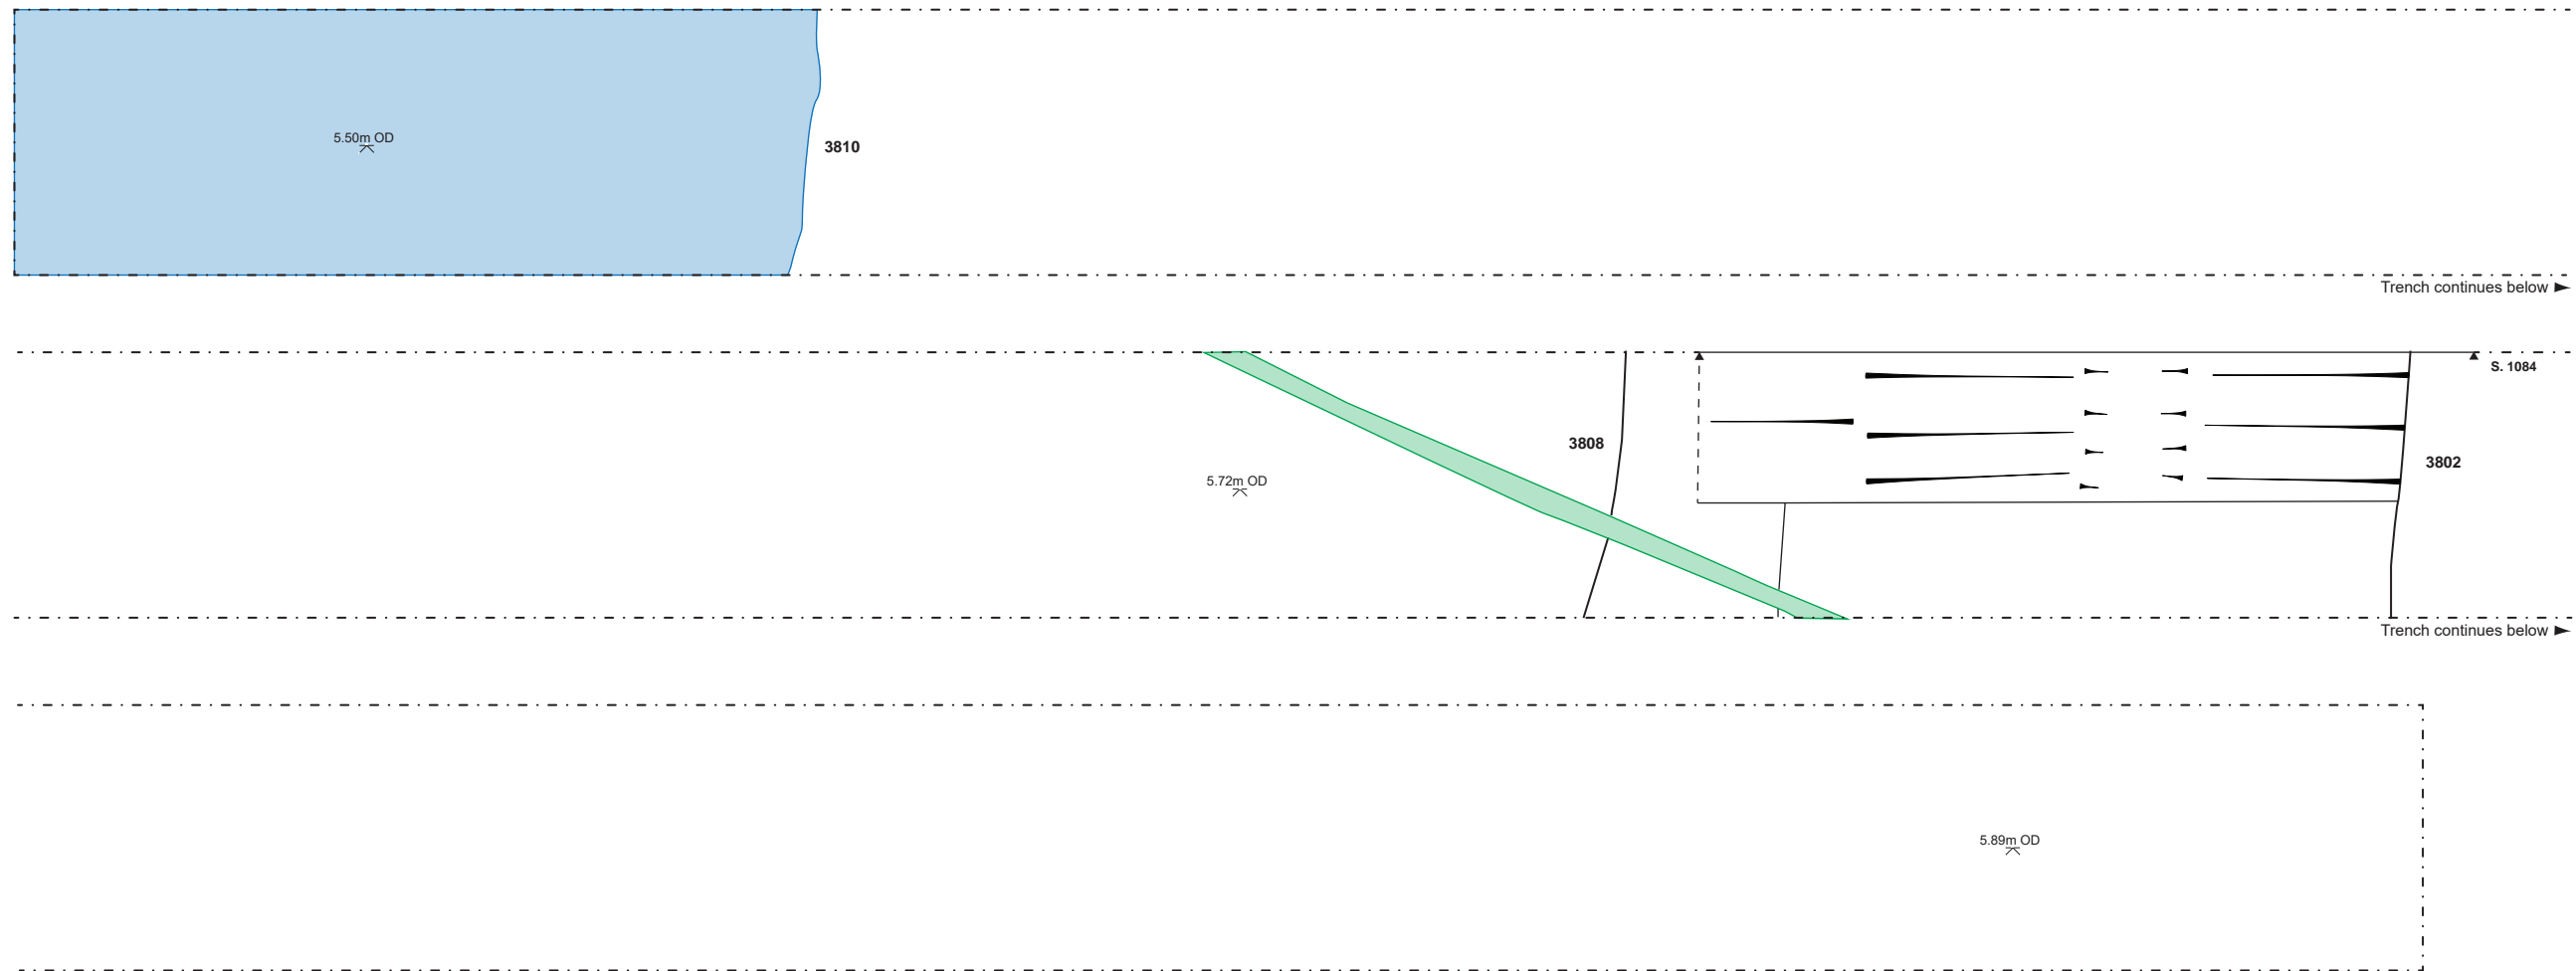 5.50m OD
3810
Trench continues below
S. 1084
3808
3802
5.72m OD
Trench continues below
5.89m OD